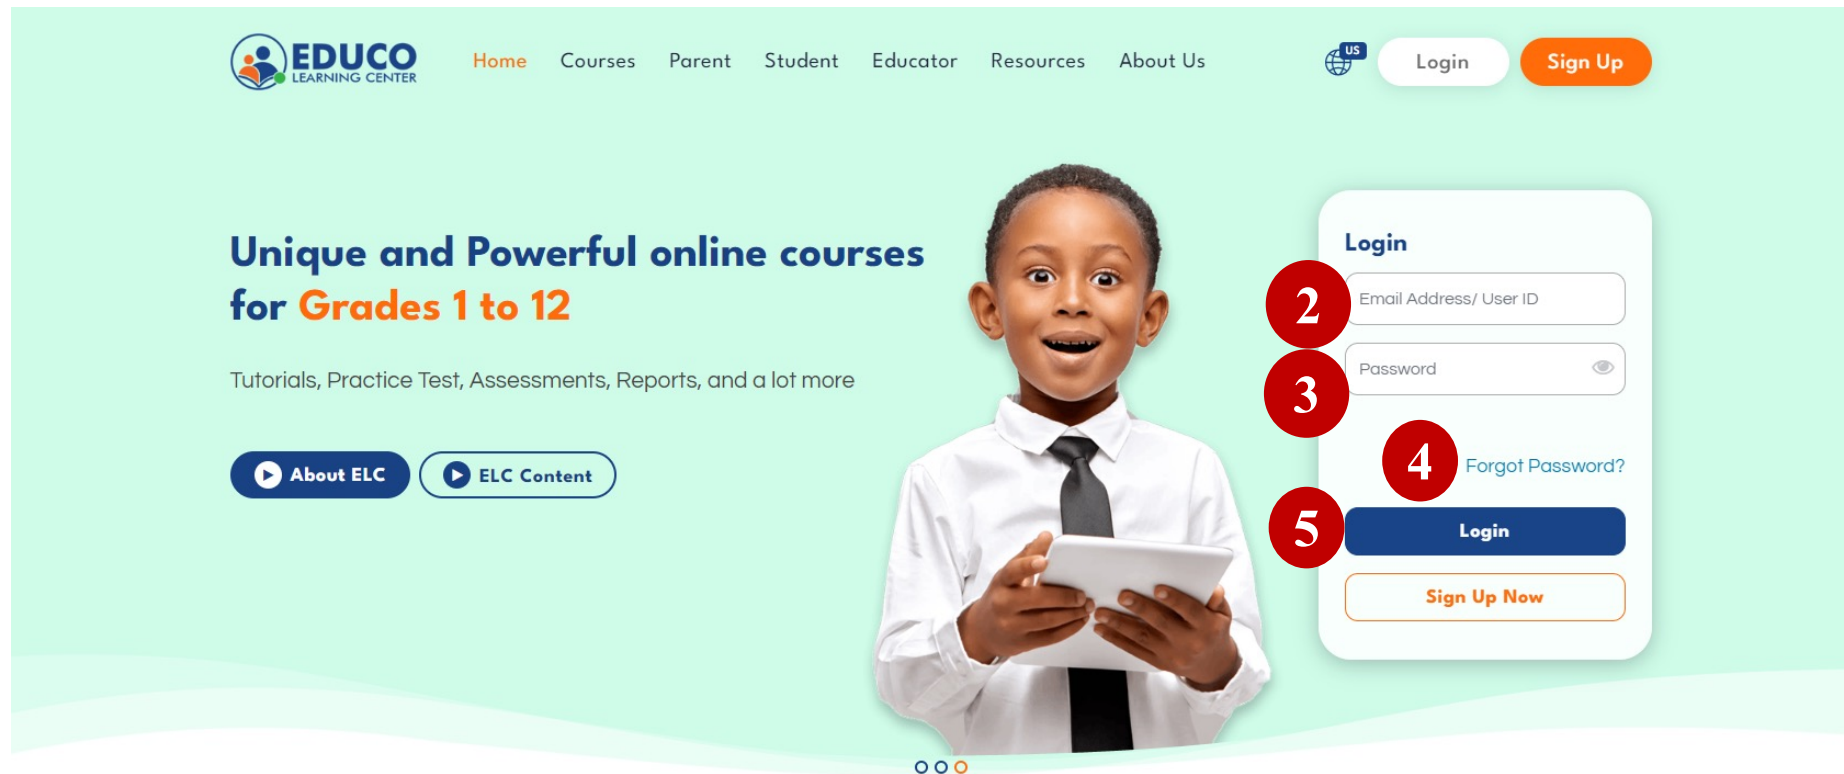 EDUCO
LEARNING CENTER
Home Courses Parent Student Educator Resources About Us
US
Login
Sign Up
Unique and Powerful online courses
for Grades 1 to 12
Tutorials, Practice Test, Assessments, Reports, and a lot more
About ELC
ELC Content
Login
2
Email Address/ User ID
3
Password
4
Forgot Password?
5
Login
Sign Up Now